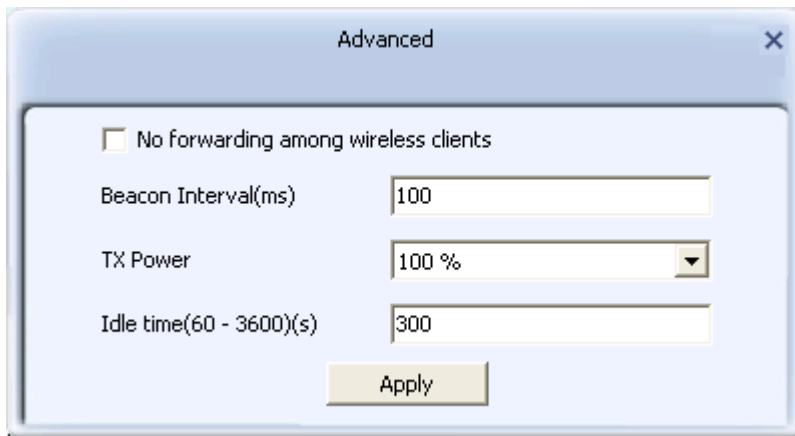 Advanced
No forwarding among wireless clients
Beacon Interval(ms) 100
TX Power 100 %
Idle time(60 - 3600)(s) 300
Apply